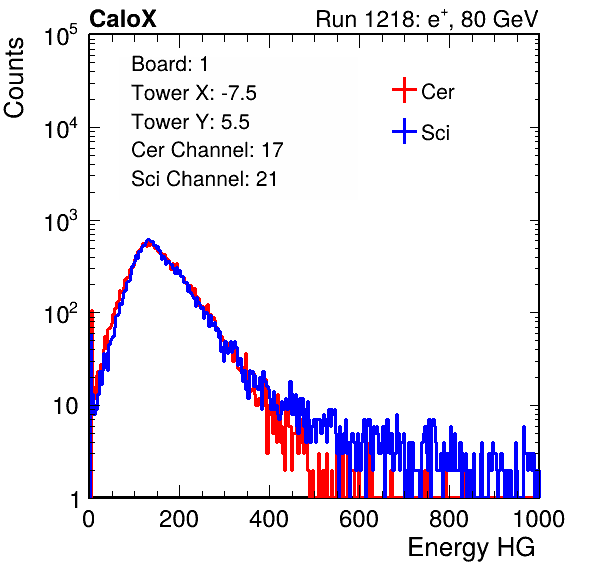 CaloX Run 1218: e⁺, 80 GeV
Counts
10⁵
10⁴
10³
10²
10
1
Board: 1
Tower X: -7.5
Tower Y: 5.5
Cer Channel: 17
Sci Channel: 21
Cer
Sci
0 200 400 600 800 1000
Energy HG